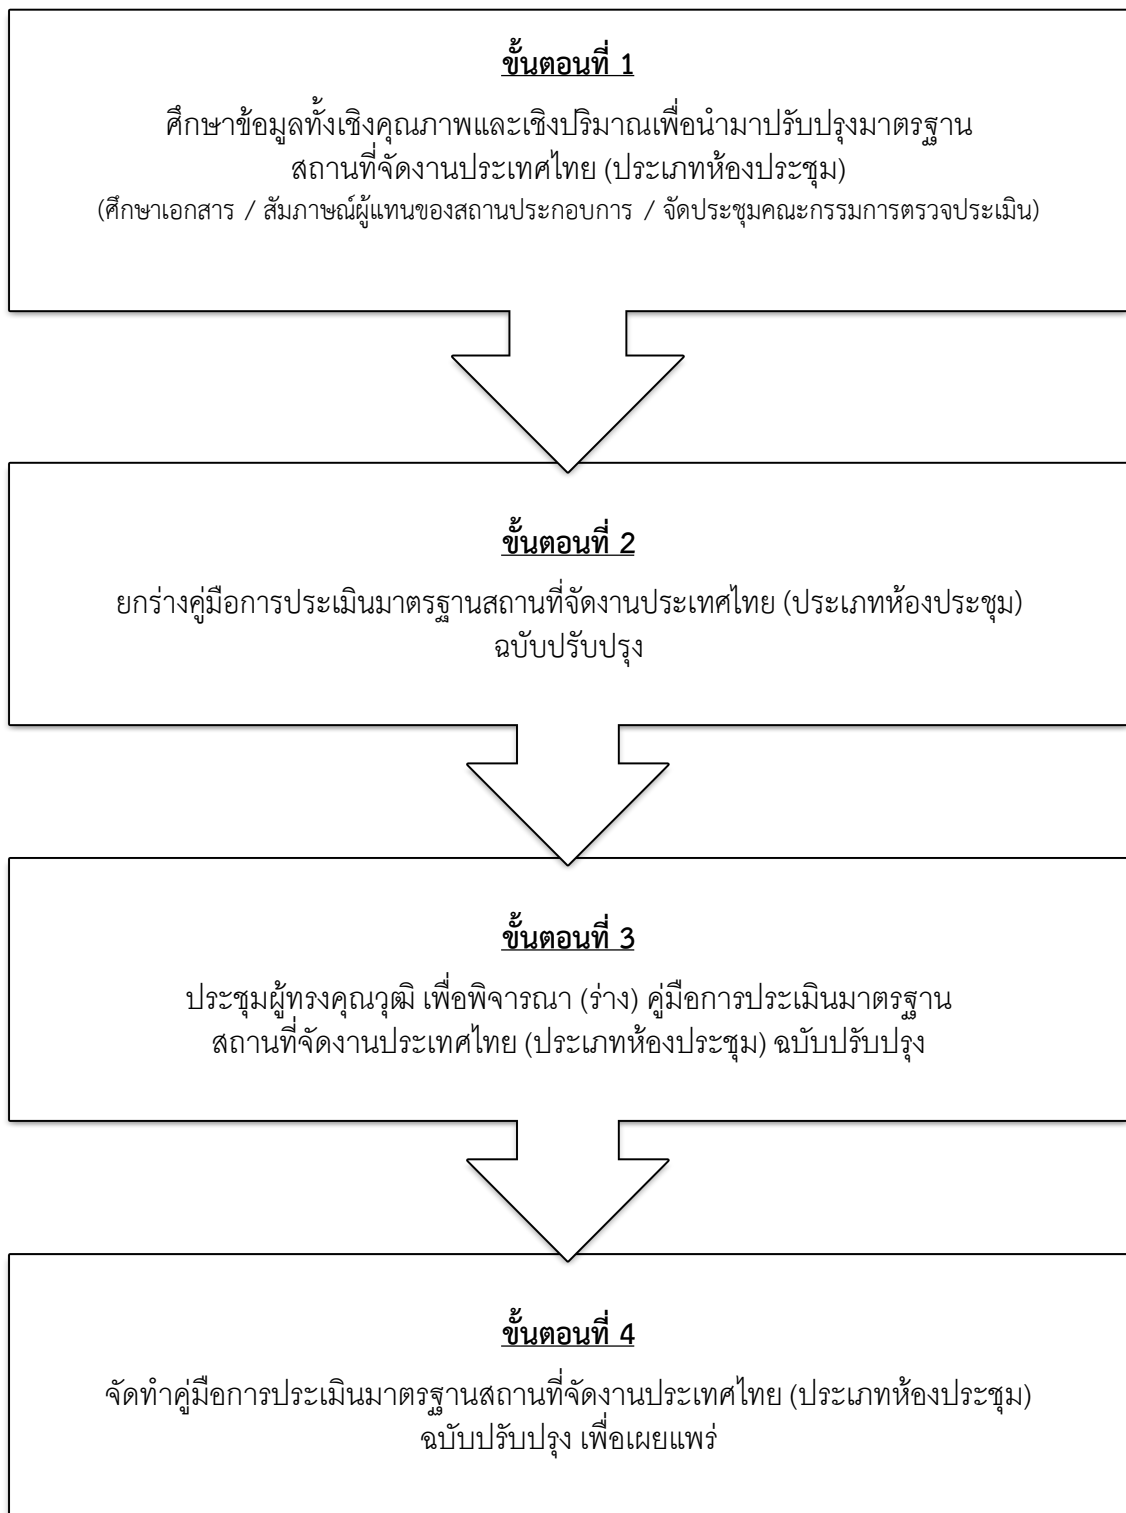 ขั้นตอนที่ 1
ศึกษาข้อมูลทั้งเชิงคุณภาพและเชิงปริมาณเพื่อนำมาปรับปรุงมาตรฐาน
สถานที่จัดงานประเทศไทย (ประเภทห้องประชุม)
(ศึกษาเอกสาร / สัมภาษณ์ผู้แทนของสถานประกอบการ / จัดประชุมคณะกรรมการตรวจประเมิน)
ขั้นตอนที่ 2
ยกร่างคู่มือการประเมินมาตรฐานสถานที่จัดงานประเทศไทย (ประเภทห้องประชุม)
ฉบับปรับปรุง
ขั้นตอนที่ 3
ประชุมผู้ทรงคุณวุฒิ เพื่อพิจารณา (ร่าง) คู่มือการประเมินมาตรฐาน
สถานที่จัดงานประเทศไทย (ประเภทห้องประชุม) ฉบับปรับปรุง
ขั้นตอนที่ 4
จัดทำคู่มือการประเมินมาตรฐานสถานที่จัดงานประเทศไทย (ประเภทห้องประชุม)
ฉบับปรับปรุง เพื่อเผยแพร่